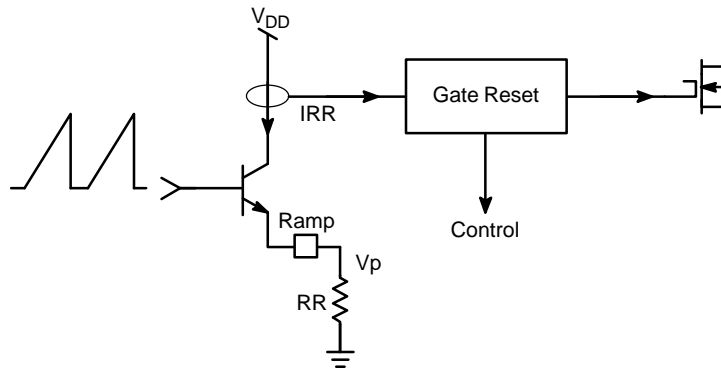 VDD
IRR
Gate Reset
Ramp
Vp
RR
Control